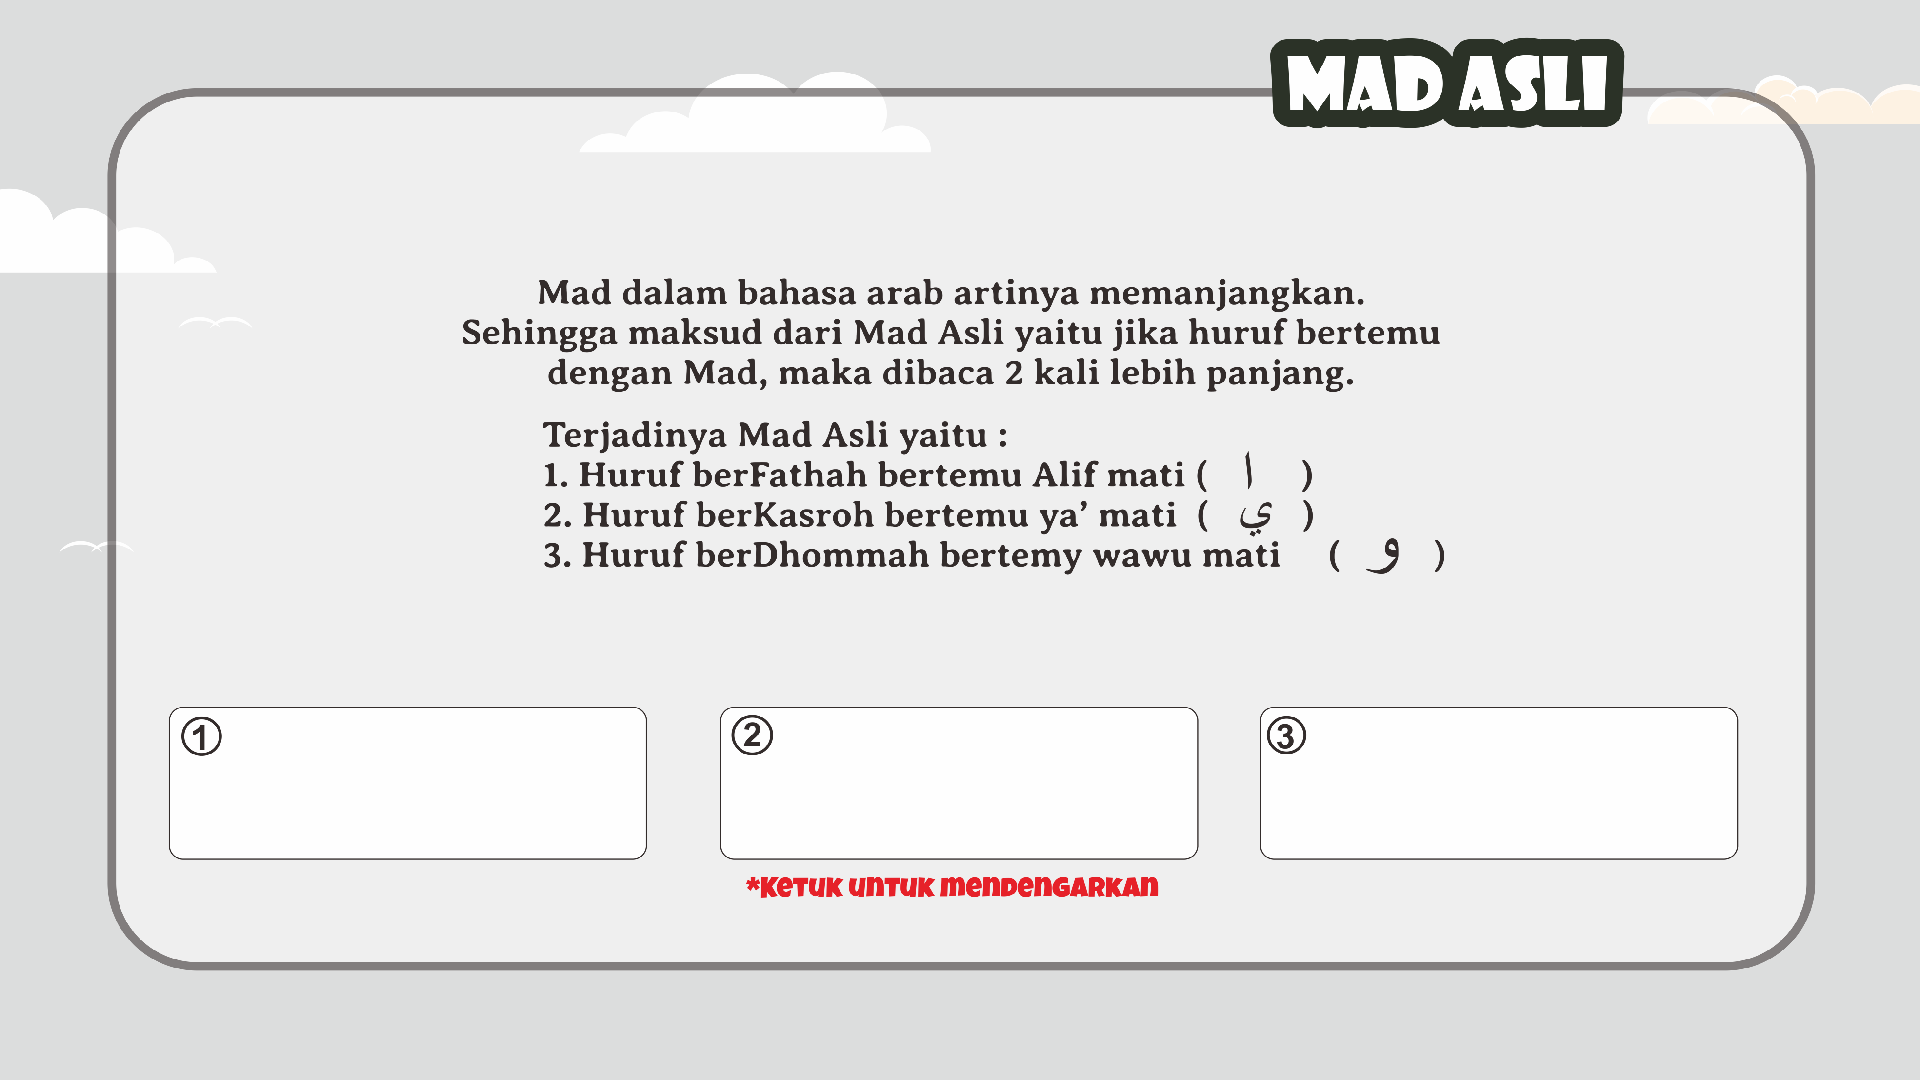 MAD ASLI
Mad dalam bahasa arab artinya memanjangkan.
Sehingga maksud dari Mad Asli yaitu jika huruf bertemu
dengan Mad, maka dibaca 2 kali lebih panjang.
Terjadinya Mad Asli yaitu :
1. Huruf berFathah bertemu Alif mati ( ا )
2. Huruf berKasroh bertemu ya’ mati ( ي )
3. Huruf berDhommah bertemy wawu mati ( و )
1
2
3
*Ketuk untuk mendengarkan